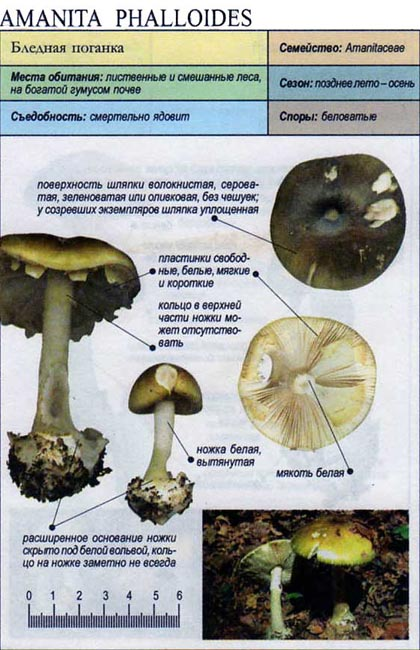 AMANITA PHALLOIDES
Бледная поганка
Семейство: Amanitaceae
Места обитания: лиственные и смешанные леса,
на богатой гумусом почве
Сезон: позднее лето – осень
Съедобность: смертельно ядовит
Споры: беловатые
поверхность шляпки волокнистая, серова-
тая, зеленоватая или оливковая, без чешуек;
у созревших экземпляров шляпка уплощенная
пластинки свобод-
ные, белые, мягкие
и короткие
кольцо в верхней
части ножки мо-
жет отсутство-
вать
ножка белая,
вытянутая
мякоть белая
расширенное основание ножки
скрыто под белой вольвой, коль-
цо на ножке заметно не всегда
0 1 2 3 4 5 6